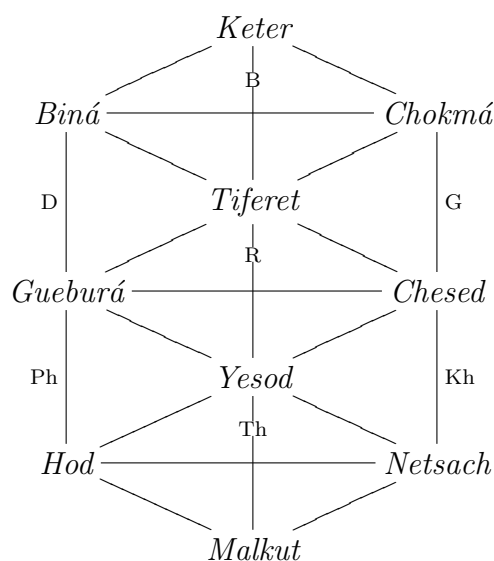 Keter
B
Biná Chokmá
D Tiferet G
R
Gueburá Chesed
Ph Yesod Kh
Th
Hod Netsach
Malkut